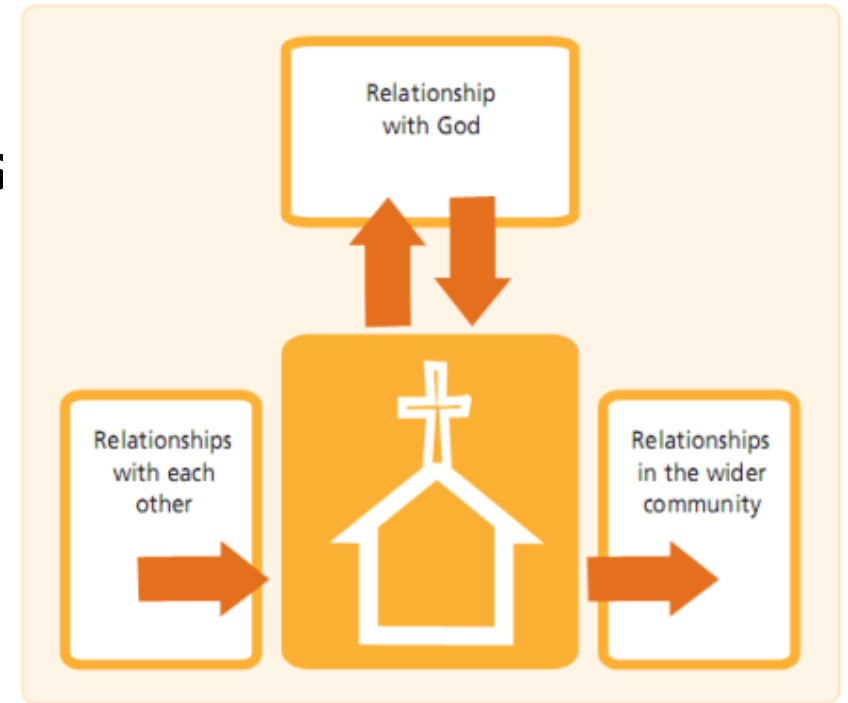 Relationship
with God
Relationships
with each
other
Relationships
in the wider
community